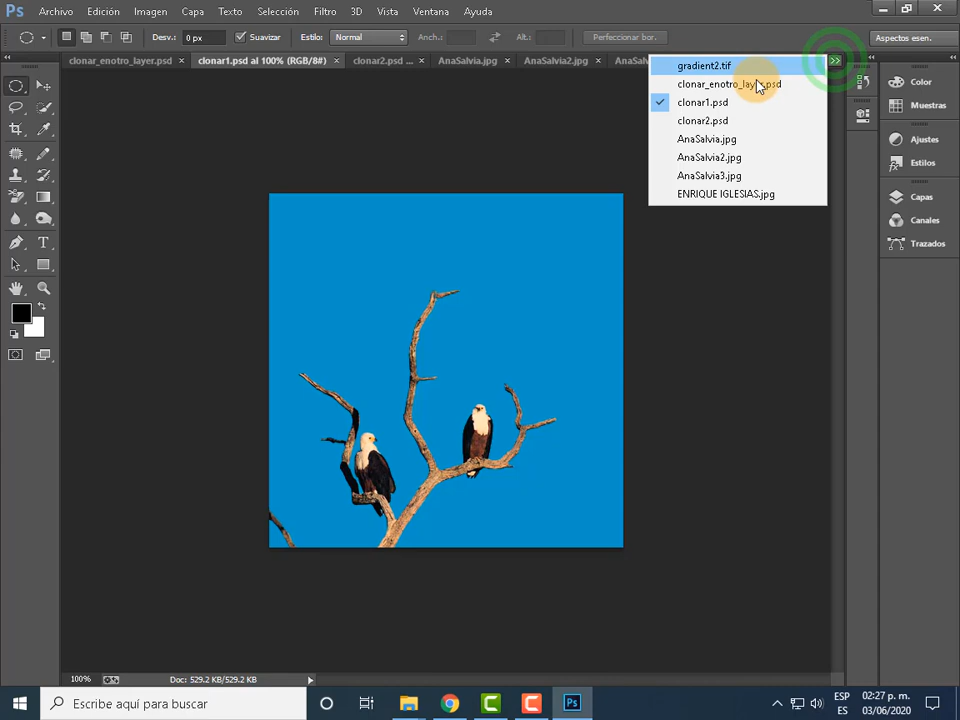 Ps Archivo Edición Imagen Capa Texto Selección Filtro 3D Vista Ventana Ayuda
Desv.: 0 px Suavizar Estilo: Normal Anch.: Alt.: Perfeccionar bor. Aspectos esen.
clonar_enotro_layer.psd × clonar1.psd al 100% (RGB/8#) × clonar2.psd ... × AnaSalvia.jpg × AnaSalvia2.jpg × AnaSal
gradient2.tif
clonar_enotro_layer.psd
clonar1.psd
clonar2.psd
AnaSalvia.jpg
AnaSalvia2.jpg
AnaSalvia3.jpg
ENRIQUE IGLESIAS.jpg
Color
Muestras
Ajustes
Estilos
Capas
Canales
Trazados
100% Doc: 529.2 KB/529.2 KB
Escribe aquí para buscar
Ps
ESP
ES
02:27 p. m.
03/06/2020